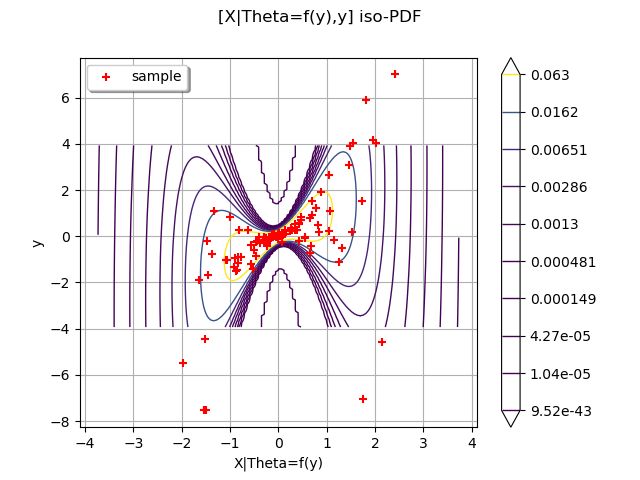 [X|Theta=f(y),y] iso-PDF
sample
6
4
2
0
−2
−4
−6
−8
y
−4 −3 −2 −1 0 1 2 3 4
X|Theta=f(y)
0.063
0.0162
0.00651
0.00286
0.0013
0.000481
0.000149
4.27e-05
1.04e-05
9.52e-43